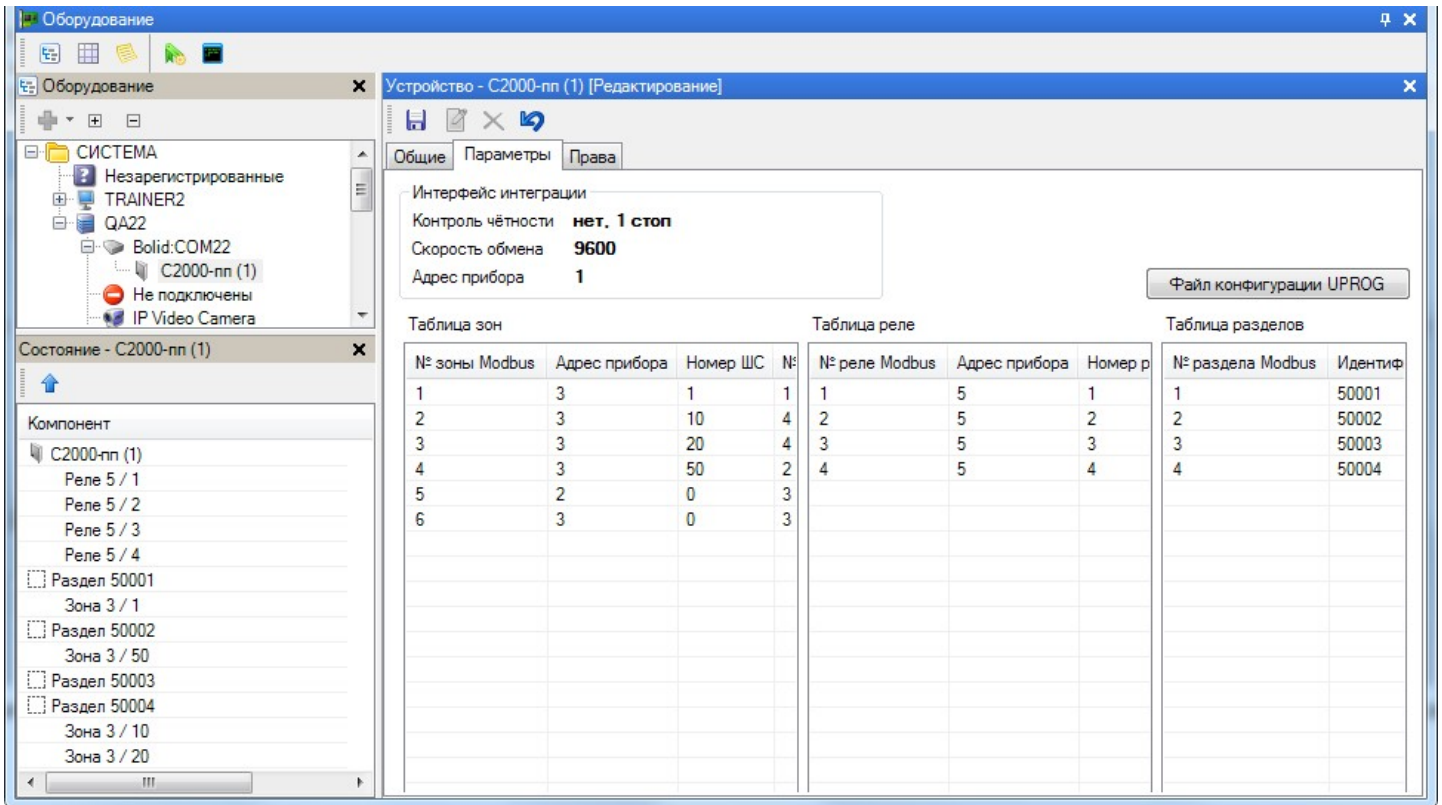 Оборудование
Оборудование
СИСТЕМА
Незарегистрированные
TRAINER2
QA22
Bolid:COM22
С2000-пп (1)
Не подключены
IP Video Camera
Состояние - С2000-пп (1)
Компонент
С2000-пп (1)
Реле 5 / 1
Реле 5 / 2
Реле 5 / 3
Реле 5 / 4
Раздел 50001
Зона 3 / 1
Раздел 50002
Зона 3 / 50
Раздел 50003
Раздел 50004
Зона 3 / 10
Зона 3 / 20
Устройство - С2000-пп (1) [Редактирование]
Общие Параметры Права
Интерфейс интеграции
Контроль чётности нет, 1 стоп
Скорость обмена 9600
Адрес прибора 1
Файл конфигурации UPROG
Таблица зон
№ зоны Modbus Адрес прибора Номер ШС №
1 3 1 1
2 3 10 4
3 3 20 4
4 3 50 2
5 2 0 3
6 3 0 3
Таблица реле
№ реле Modbus Адрес прибора Номер р
1 5 1
2 5 2
3 5 3
4 5 4
Таблица разделов
№ раздела Modbus Идентиф
1 50001
2 50002
3 50003
4 50004